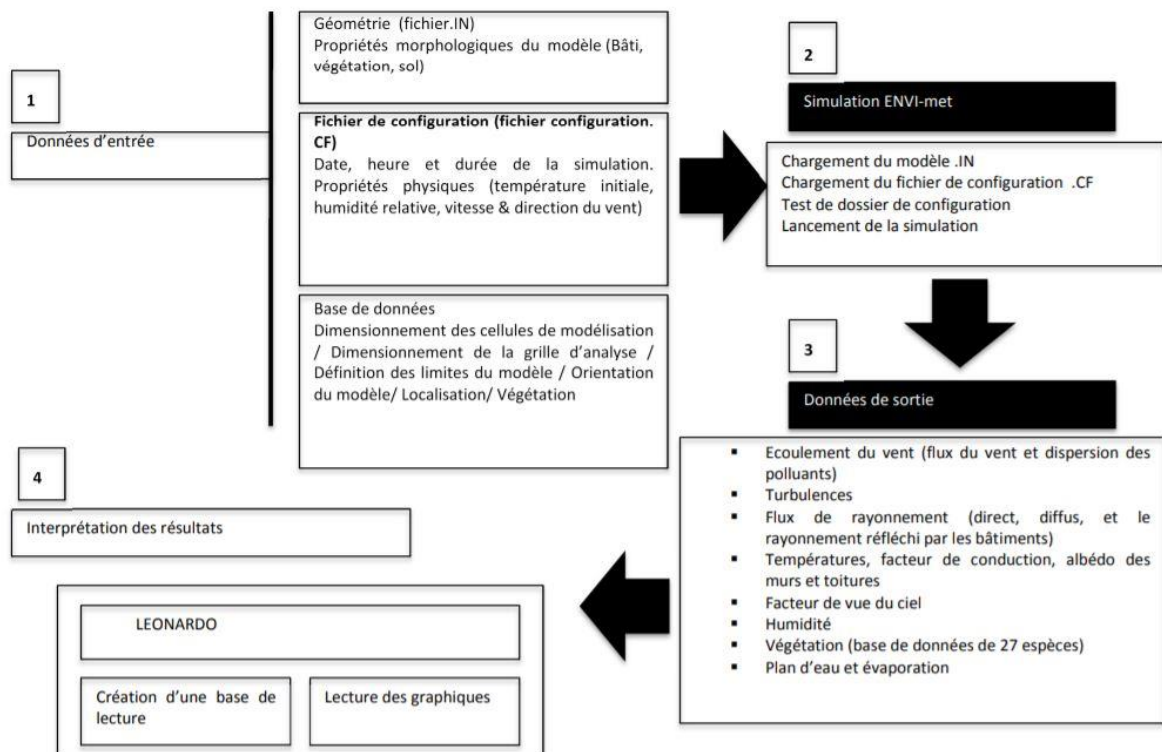 1
Données d'entrée
Géométrie (fichier.IN)
Propriétés morphologiques du modèle (Bâti,
végétation, sol)
Fichier de configuration (fichier configuration.
CF)
Date, heure et durée de la simulation.
Propriétés physiques (température initiale,
humidité relative, vitesse & direction du vent)
Base de données
Dimensionnement des cellules de modélisation
/ Dimensionnement de la grille d'analyse /
Définition des limites du modèle / Orientation
du modèle/ Localisation/ Végétation
2
Simulation ENVI-met
Chargement du modèle .IN
Chargement du fichier de configuration .CF
Test de dossier de configuration
Lancement de la simulation
3
Données de sortie
▪ Ecoulement du vent (flux du vent et dispersion des
polluants)
▪ Turbulences
▪ Flux de rayonnement (direct, diffus, et le
rayonnement réfléchi par les bâtiments)
▪ Températures, facteur de conduction, albédo des
murs et toitures
▪ Facteur de vue du ciel
▪ Humidité
▪ Végétation (base de données de 27 espèces)
▪ Plan d'eau et évaporation
4
Interprétation des résultats
LEONARDO
Création d'une base de
lecture
Lecture des graphiques